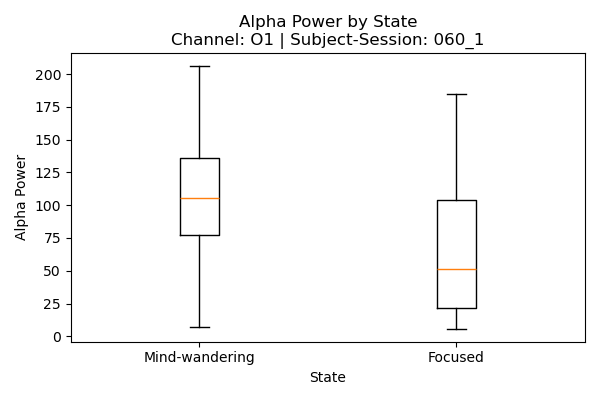 Alpha Power by State
Channel: O1 | Subject-Session: 060_1
200
175
150
125
100
75
50
25
0
Alpha Power
Mind-wandering
Focused
State